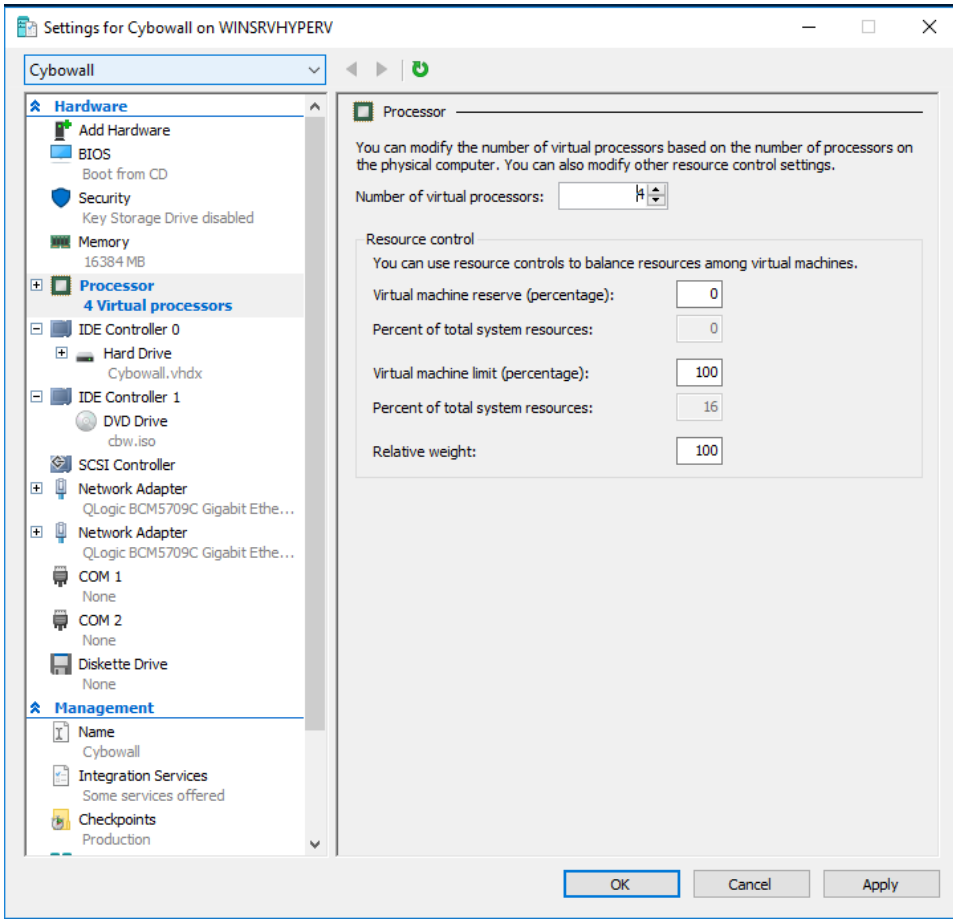 Settings for Cybowall on WINSRVHYPERV
Cybowall
Hardware
Add Hardware
BIOS
Boot from CD
Security
Key Storage Drive disabled
Memory
16384 MB
Processor
4 Virtual processors
IDE Controller 0
Hard Drive
Cybowall.vhdx
IDE Controller 1
DVD Drive
cbw.iso
SCSI Controller
Network Adapter
QLogic BCM5709C Gigabit Ethe...
Network Adapter
QLogic BCM5709C Gigabit Ethe...
COM 1
None
COM 2
None
Diskette Drive
None
Management
Name
Cybowall
Integration Services
Some services offered
Checkpoints
Production
Processor
You can modify the number of virtual processors based on the number of processors on
the physical computer. You can also modify other resource control settings.
Number of virtual processors: 4
Resource control
You can use resource controls to balance resources among virtual machines.
Virtual machine reserve (percentage): 0
Percent of total system resources: 0
Virtual machine limit (percentage): 100
Percent of total system resources: 16
Relative weight: 100
OK Cancel Apply